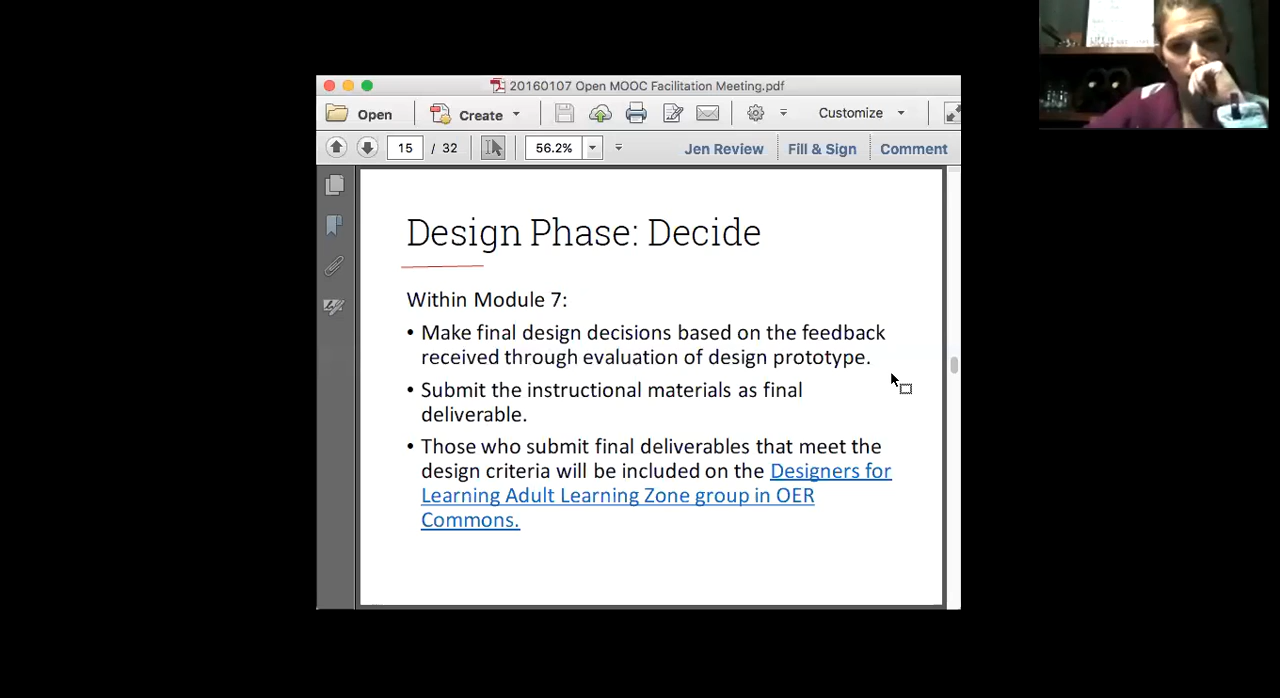 20160107 Open MOOC Facilitation Meeting.pdf
Open Create Customize
15 / 32 56.2% Jen Review Fill & Sign Comment
Design Phase: Decide
Within Module 7:
• Make final design decisions based on the feedback
received through evaluation of design prototype.
• Submit the instructional materials as final
deliverable.
• Those who submit final deliverables that meet the
design criteria will be included on the Designers for
Learning Adult Learning Zone group in OER
Commons.